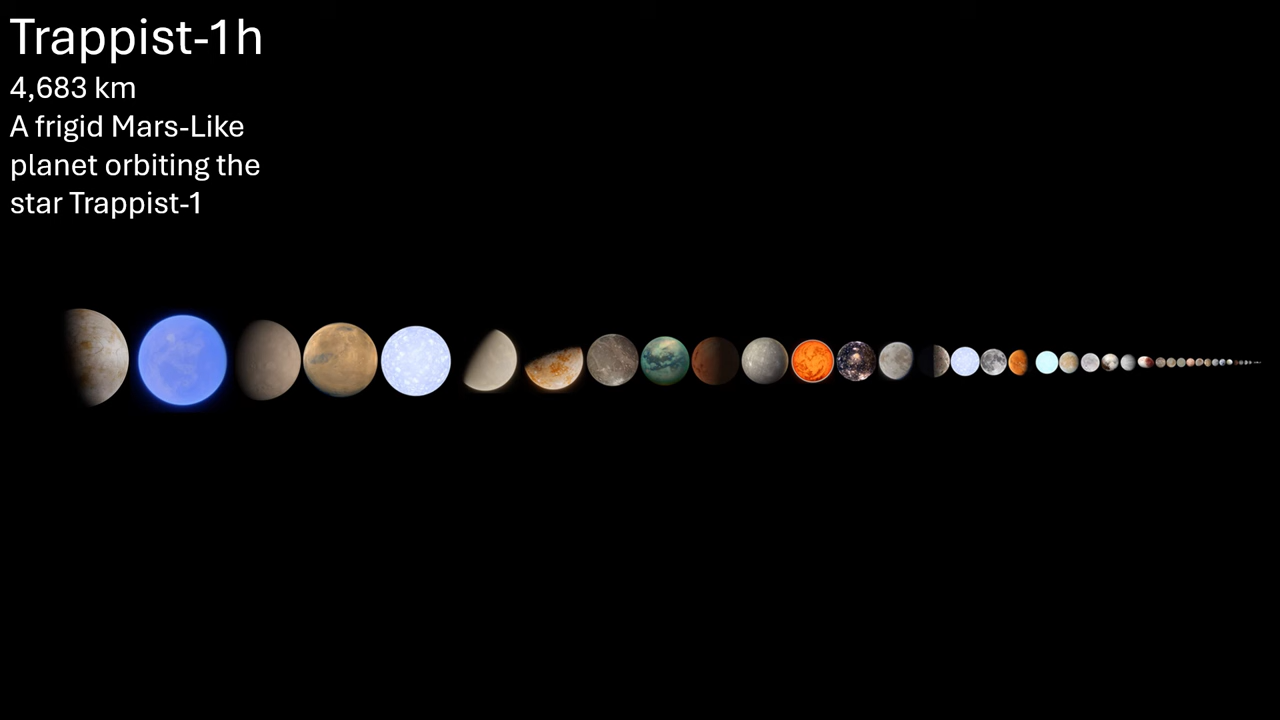 Trappist-1h
4,683 km
A frigid Mars-Like
planet orbiting the
star Trappist-1